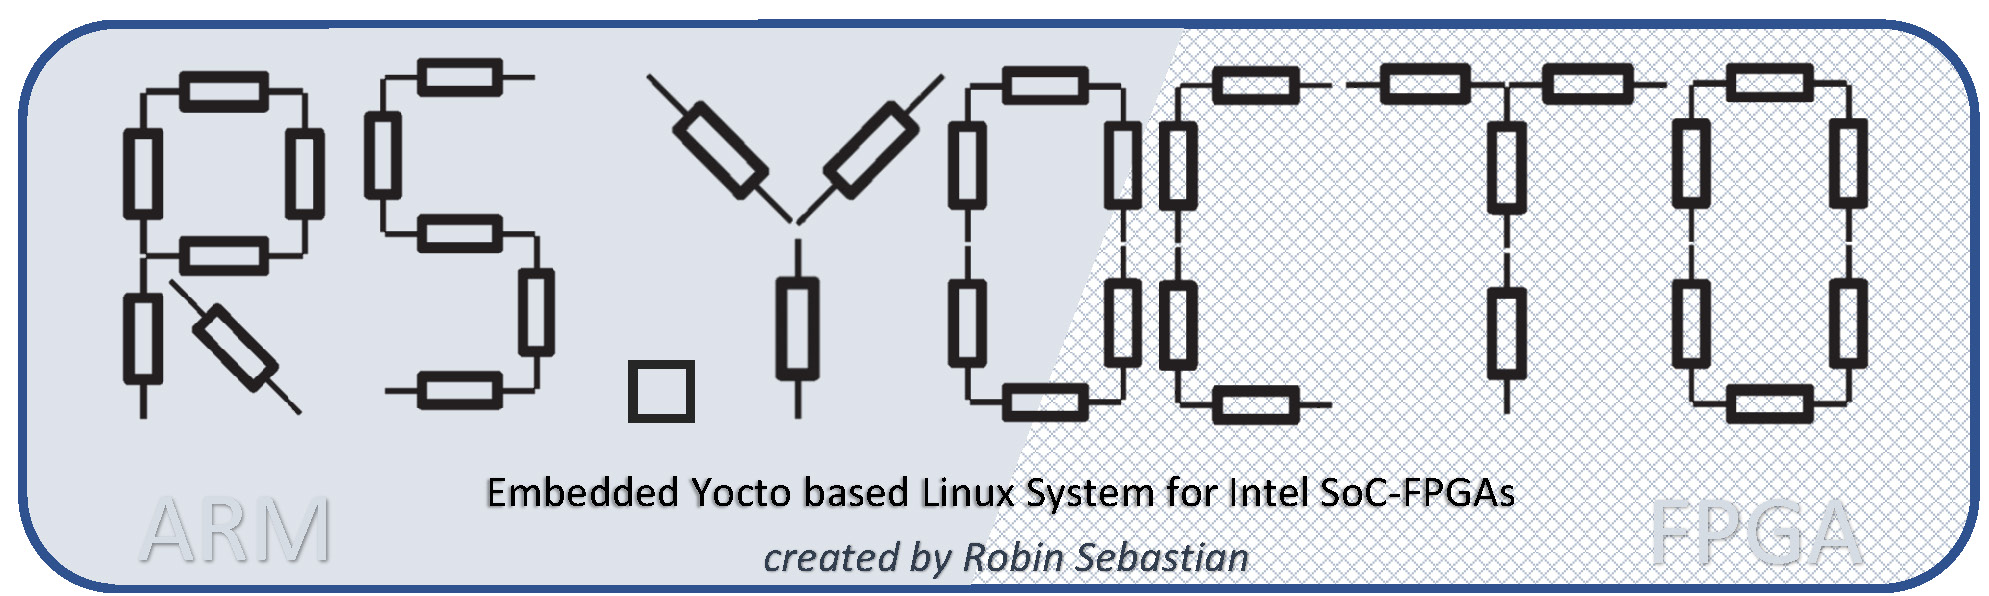 RS.YOCTO
Embedded Yocto based Linux System for Intel SoC-FPGAs
ARM
FPGA
created by Robin Sebastian